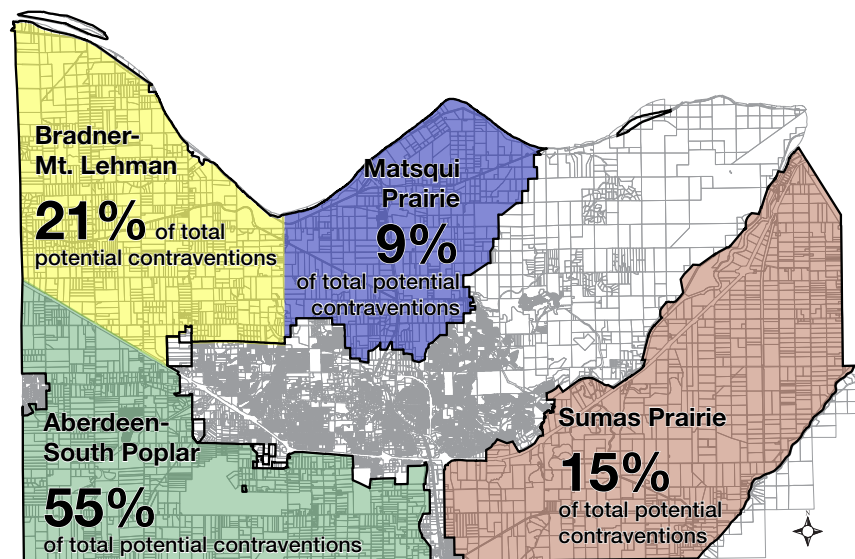 Bradner-
Mt. Lehman
21% of total
potential contraventions
Matsqui
Prairie
9%
of total potential
contraventions
Aberdeen-
South Poplar
55%
of total potential contraventions
Sumas Prairie
15%
of total potential
contraventions
N